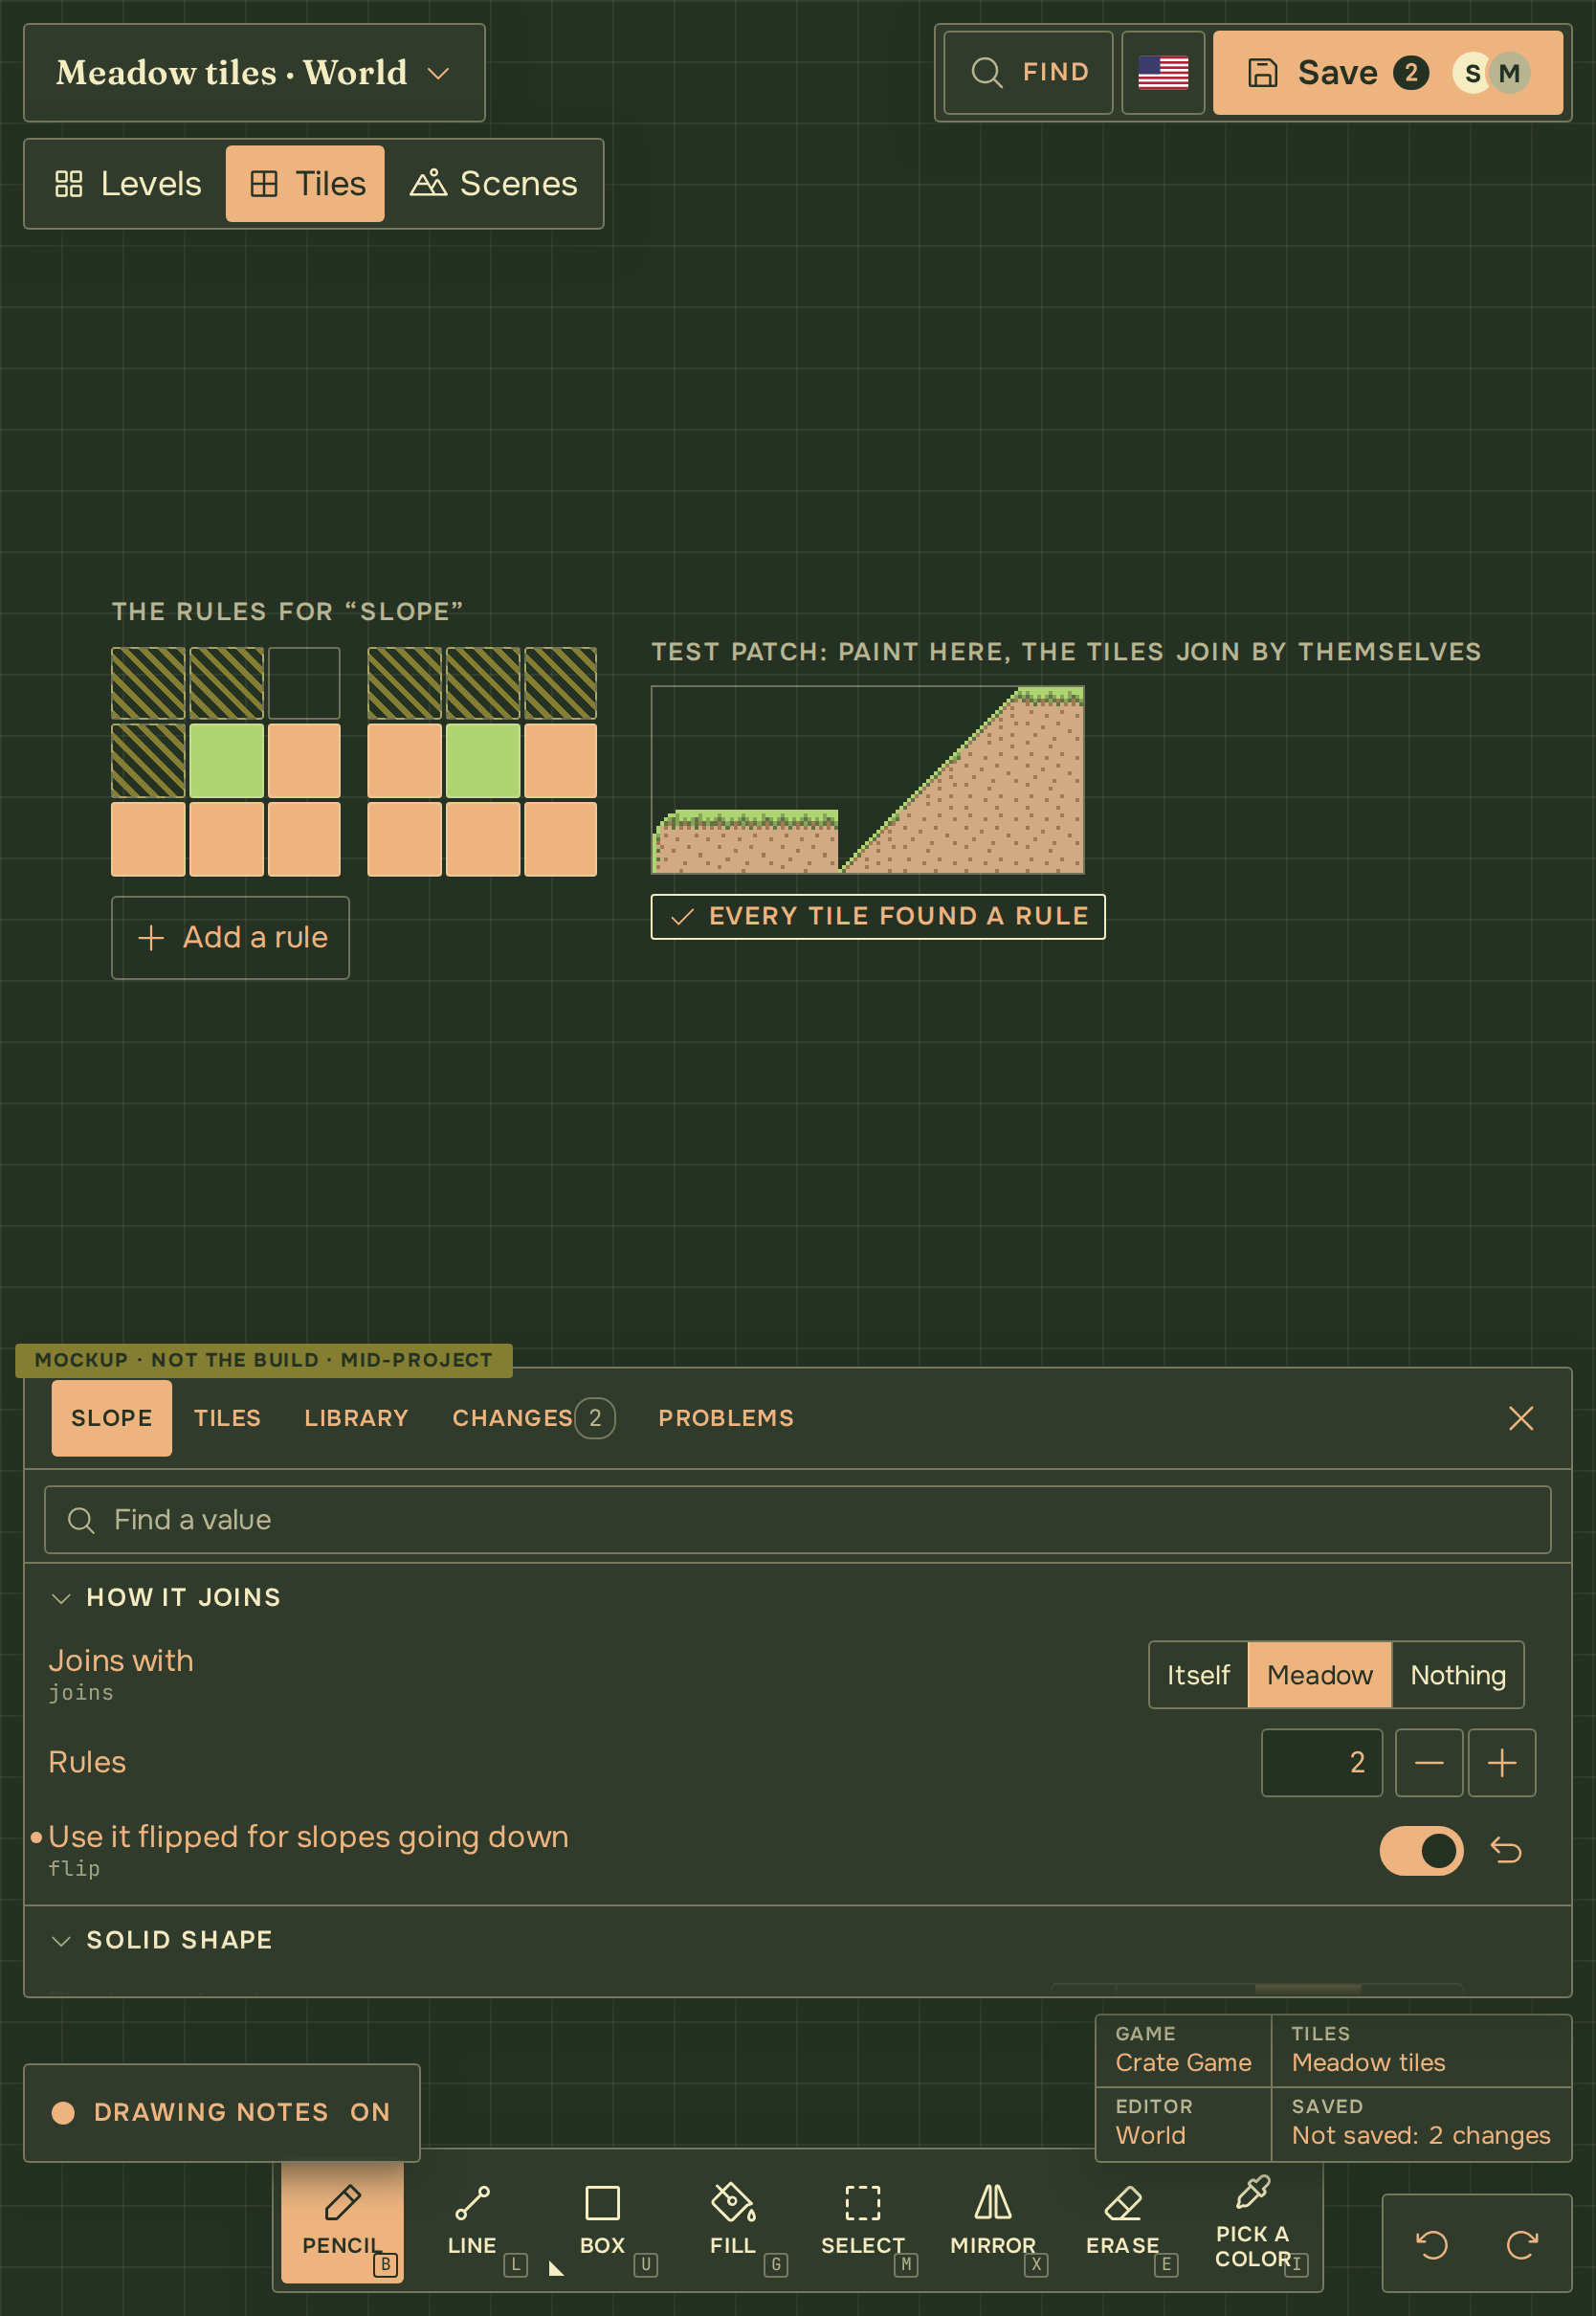 Meadow tiles · World
FIND
Save 2 S M
Levels Tiles Scenes
THE RULES FOR “SLOPE”
TEST PATCH: PAINT HERE, THE TILES JOIN BY THEMSELVES
EVERY TILE FOUND A RULE
Add a rule
MOCKUP · NOT THE BUILD · MID-PROJECT
SLOPE TILES LIBRARY CHANGES 2 PROBLEMS
Find a value
HOW IT JOINS
Joins with
joins
Itself Meadow Nothing
Rules
2
Use it flipped for slopes going down
flip
SOLID SHAPE
GAME
Crate Game
TILES
Meadow tiles
EDITOR
World
SAVED
Not saved: 2 changes
DRAWING NOTES ON
PENCIL B
LINE L
BOX U
FILL G
SELECT M
MIRROR X
ERASE E
PICK A
COLOR I